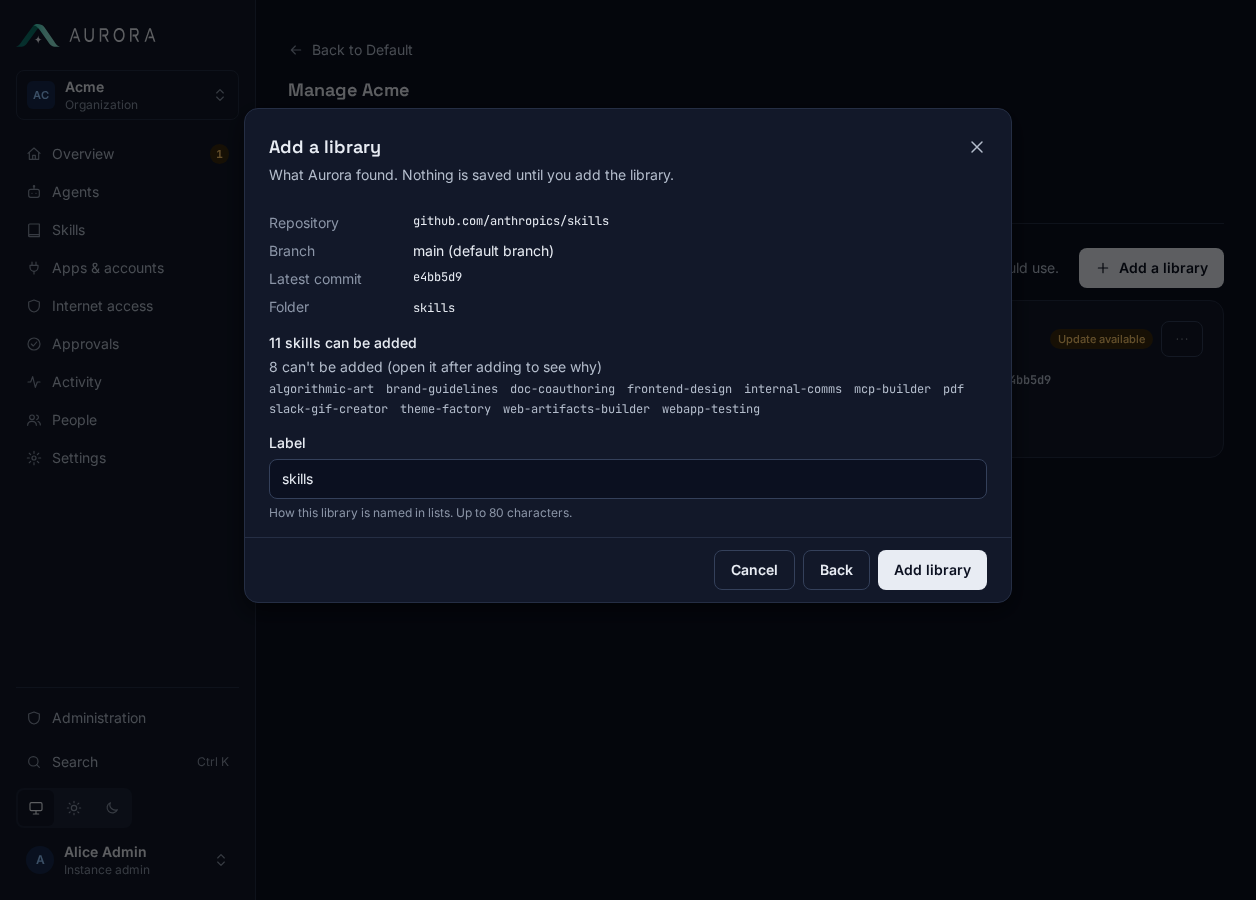 AURORA
AC
Acme
Organization
Overview
1
Agents
Skills
Apps & accounts
Internet access
Approvals
Activity
People
Settings
Administration
Search
Ctrl K
A
Alice Admin
Instance admin
Back to Default
Manage Acme
uld use.
Add a library
Update available
4bb5d9
Add a library
What Aurora found. Nothing is saved until you add the library.
Repository github.com/anthropics/skills
Branch main (default branch)
Latest commit e4bb5d9
Folder skills
11 skills can be added
8 can't be added (open it after adding to see why)
algorithmic-art brand-guidelines doc-coauthoring frontend-design internal-comms mcp-builder pdf
slack-gif-creator theme-factory web-artifacts-builder webapp-testing
Label
skills
How this library is named in lists. Up to 80 characters.
Cancel
Back
Add library